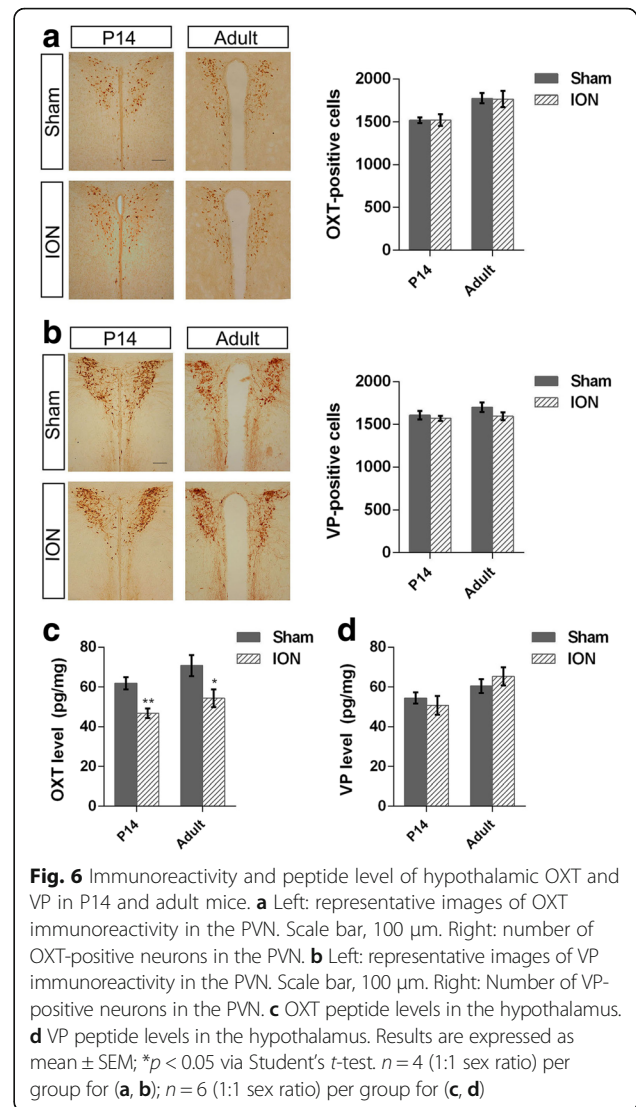 a
P14
Adult
Sham
ION
2000
1500
1000
500
0
OXT-positive cells
P14
Adult
Sham
ION
b
P14
Adult
Sham
ION
2000
1500
1000
500
0
VP-positive cells
P14
Adult
Sham
ION
c
80
60
40
20
0
OXT level (pg/mg)
**
*
P14
Adult
Sham
ION
d
80
60
40
20
0
VP level (pg/mg)
P14
Adult
Sham
ION
Fig. 6 Immunoreactivity and peptide level of hypothalamic OXT and
VP in P14 and adult mice. a Left: representative images of OXT
immunoreactivity in the PVN. Scale bar, 100 μm. Right: number of
OXT-positive neurons in the PVN. b Left: representative images of VP
immunoreactivity in the PVN. Scale bar, 100 μm. Right: Number of VP-
positive neurons in the PVN. c OXT peptide levels in the hypothalamus.
d VP peptide levels in the hypothalamus. Results are expressed as
mean ± SEM; *p < 0.05 via Student's t-test. n = 4 (1:1 sex ratio) per
group for (a, b); n = 6 (1:1 sex ratio) per group for (c, d)